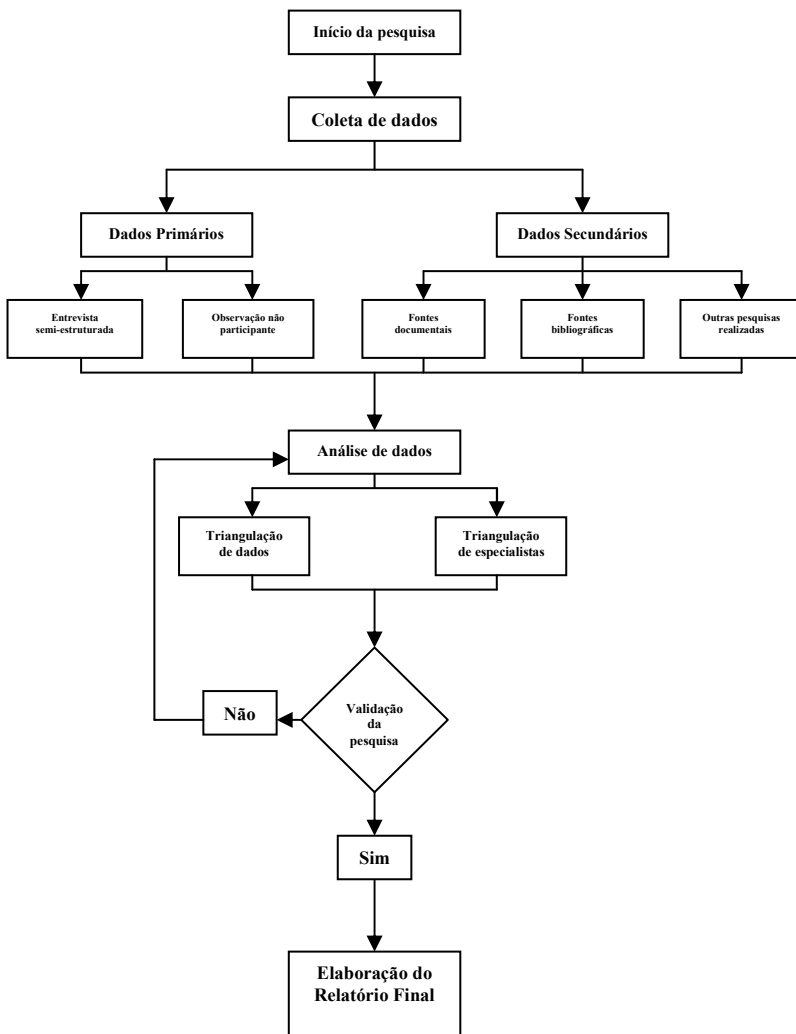 Início da pesquisa
Coleta de dados
Dados Primários
Dados Secundários
Entrevista
semi-estruturada
Observação não
participante
Fontes
documentais
Fontes
bibliográficas
Outras pesquisas
realizadas
Análise de dados
Triangulação
de dados
Triangulação
de especialistas
Validação
da
pesquisa
Não
Sim
Elaboração do
Relatório Final